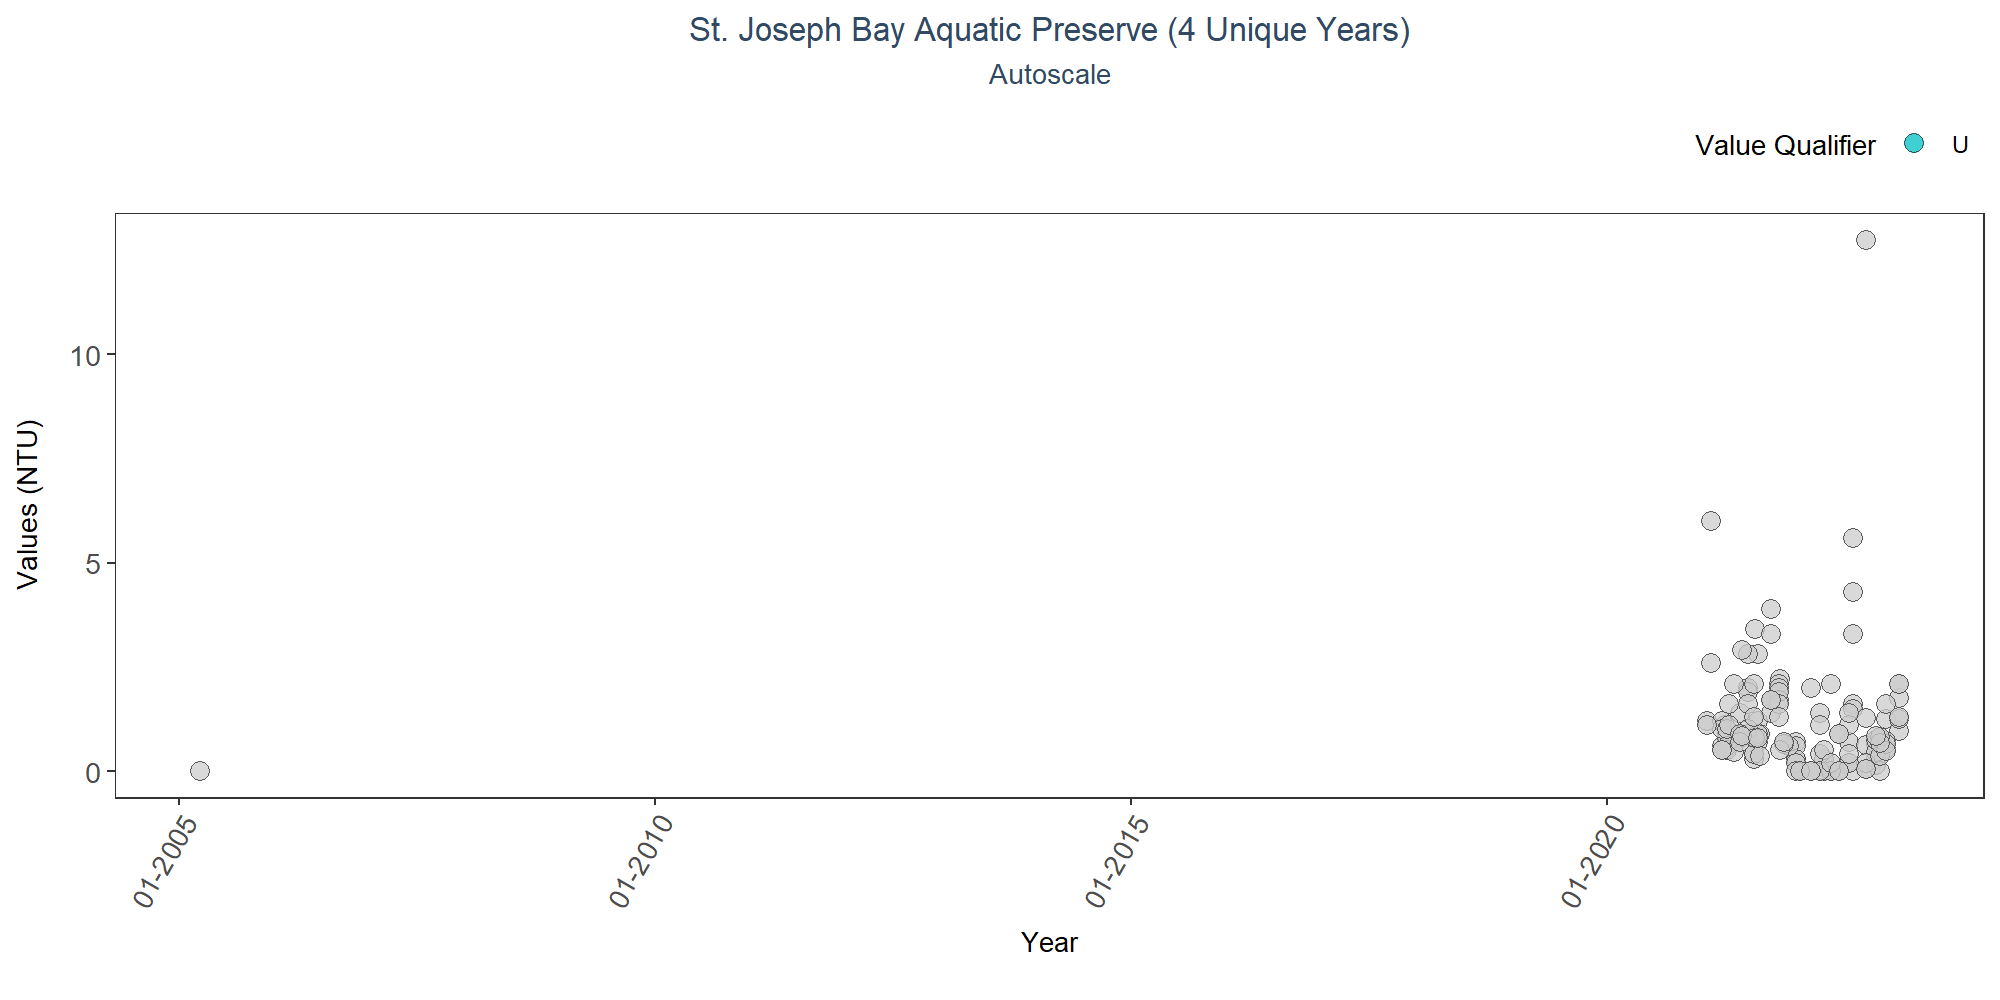 St. Joseph Bay Aquatic Preserve (4 Unique Years)
Autoscale
Value Qualifier U
Values (NTU)
10
5
0
01-2005
01-2010
01-2015
01-2020
Year